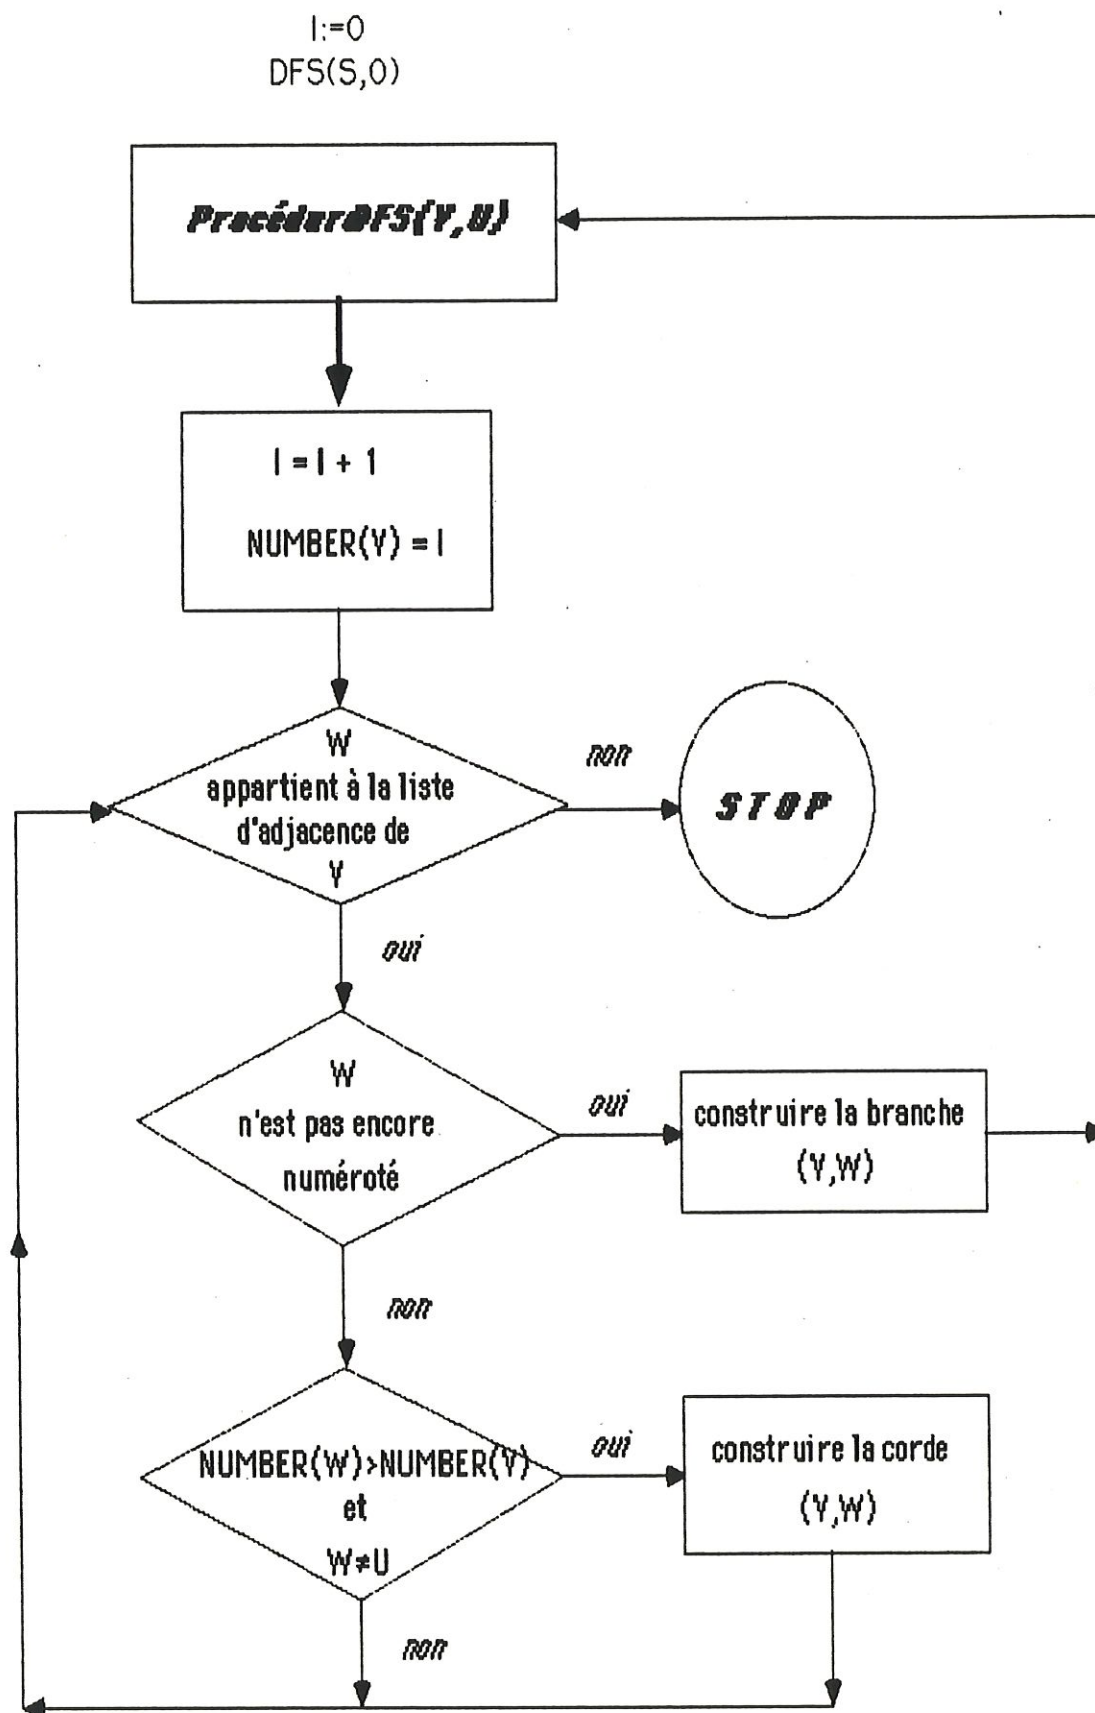 I:=0
DFS(S,0)
ProcédurDFS(V,U)
I = I + 1
NUMBER(V) = I
W
appartient à la liste
d'adjacence de
V
non
STOP
oui
W
n'est pas encore
numéroté
oui
construire la branche
(V,W)
non
NUMBER(W)>NUMBER(V)
et
W≠U
oui
construire la corde
(V,W)
non